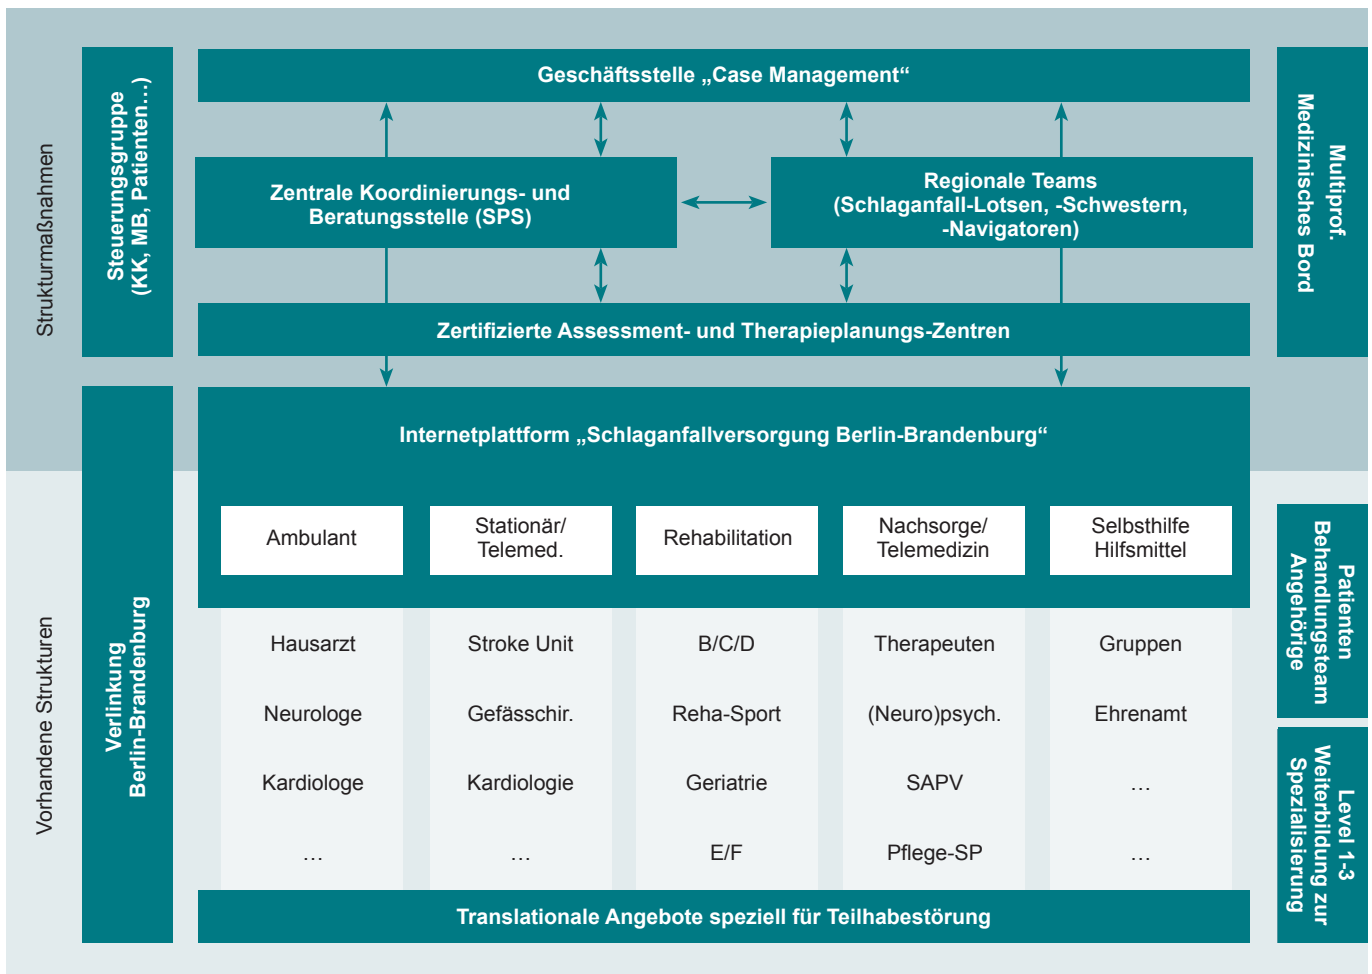 Strukturmaßnahmen
Steuerungsgruppe
(KK, MB, Patienten…)
Geschäftsstelle „Case Management“
Zentrale Koordinierungs- und
Beratungsstelle (SPS)
Regionale Teams
(Schlaganfall-Lotsen, -Schwestern,
-Navigatoren)
Zertifizierte Assessment- und Therapieplanungs-Zentren
Multiprof.
Medizinisches Bord
Vorhandene Strukturen
Verlinkung
Berlin-Brandenburg
Internetplattform „Schlaganfallversorgung Berlin-Brandenburg“
Ambulant
Hausarzt
Neurologe
Kardiologe
…
Stationär/
Telemed.
Stroke Unit
Gefässchir.
Kardiologie
…
Rehabilitation
B/C/D
Reha-Sport
Geriatrie
E/F
Nachsorge/
Telemedizin
Therapeuten
(Neuro)psych.
SAPV
Pflege-SP
Selbsthilfe
Hilfsmittel
Gruppen
Ehrenamt
…
…
Translationale Angebote speziell für Teilhabestörung
Patienten
Behandlungsteam
Angehörige
Level 1-3
Weiterbildung zur
Spezialisierung